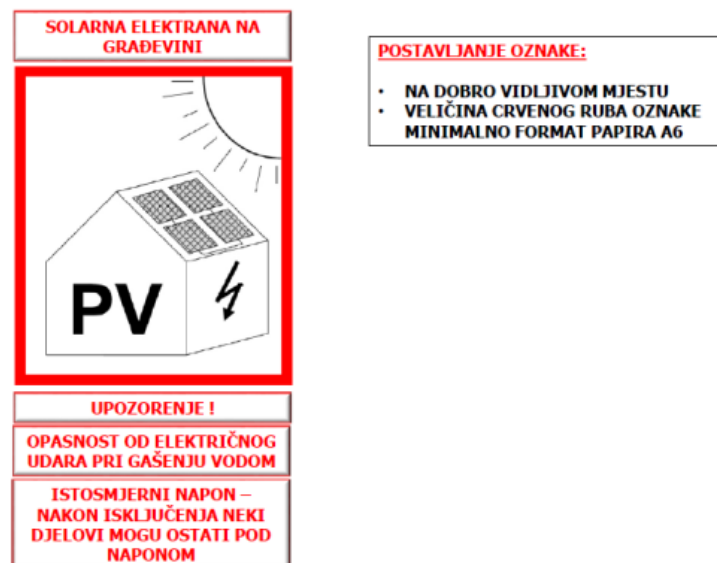 SOLARNA ELEKTRANA NA
GRAĐEVINI
PV
UPOZORENJE !
OPASNOST OD ELEKTRIČNOG
UDARA PRI GAŠENJU VODOM
ISTOSMJERNI NAPON –
NAKON ISKLJUČENJA NEKI
DJELOVI MOGU OSTATI POD
NAPONOM
POSTAVLJANJE OZNAKE:
• NA DOBRO VIDLJIVOM MJESTU
• VELIČINA CRVENOG RUBA OZNAKE
MINIMALNO FORMAT PAPIRA A6